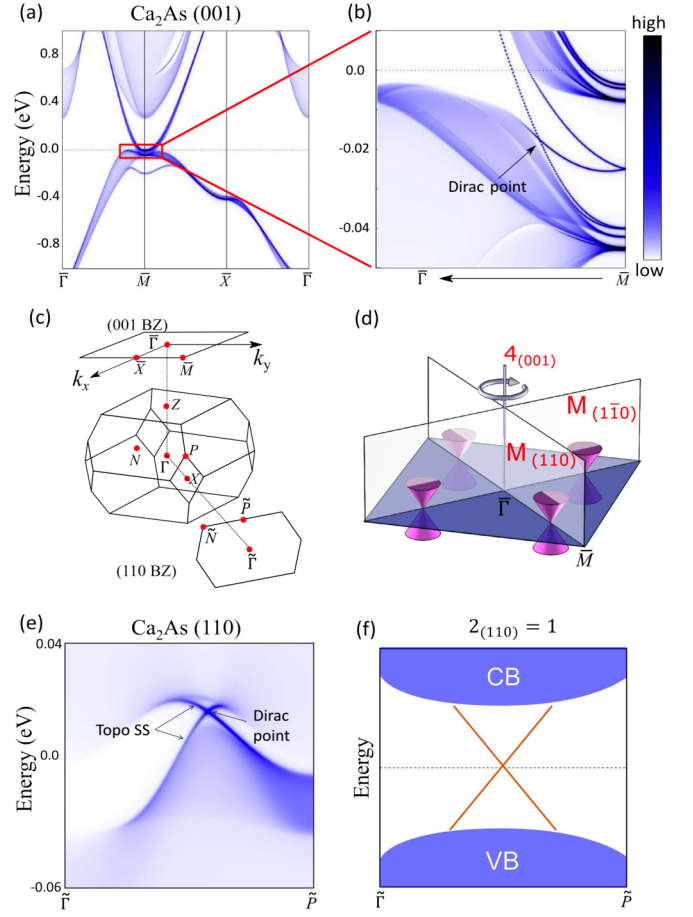 (a)
Ca₂As (001)
(b)
high
low
Energy (eV)
0.8
0.4
0.0
-0.4
-0.8
Γ̅
M̅
X̅
Γ̅
0.0
-0.02
-0.04
Dirac point
Γ̅
M̅
(c)
(001 BZ)
Γ̅
X̅
M̅
kₓ
k_y
Z
N
P
Γ
X
P̃
Ñ
Γ̃
(110 BZ)
(d)
4₍₀₀₁₎
M₍₁₁̅₀₎
M₍₁₁₀₎
Γ̅
M̅
(e)
Ca₂As (110)
Energy (eV)
0.04
0.0
-0.06
Topo SS
Dirac
point
Γ̃
P̃
(f)
2₍₁₁₀₎ = 1
Energy
CB
VB
Γ̃
P̃